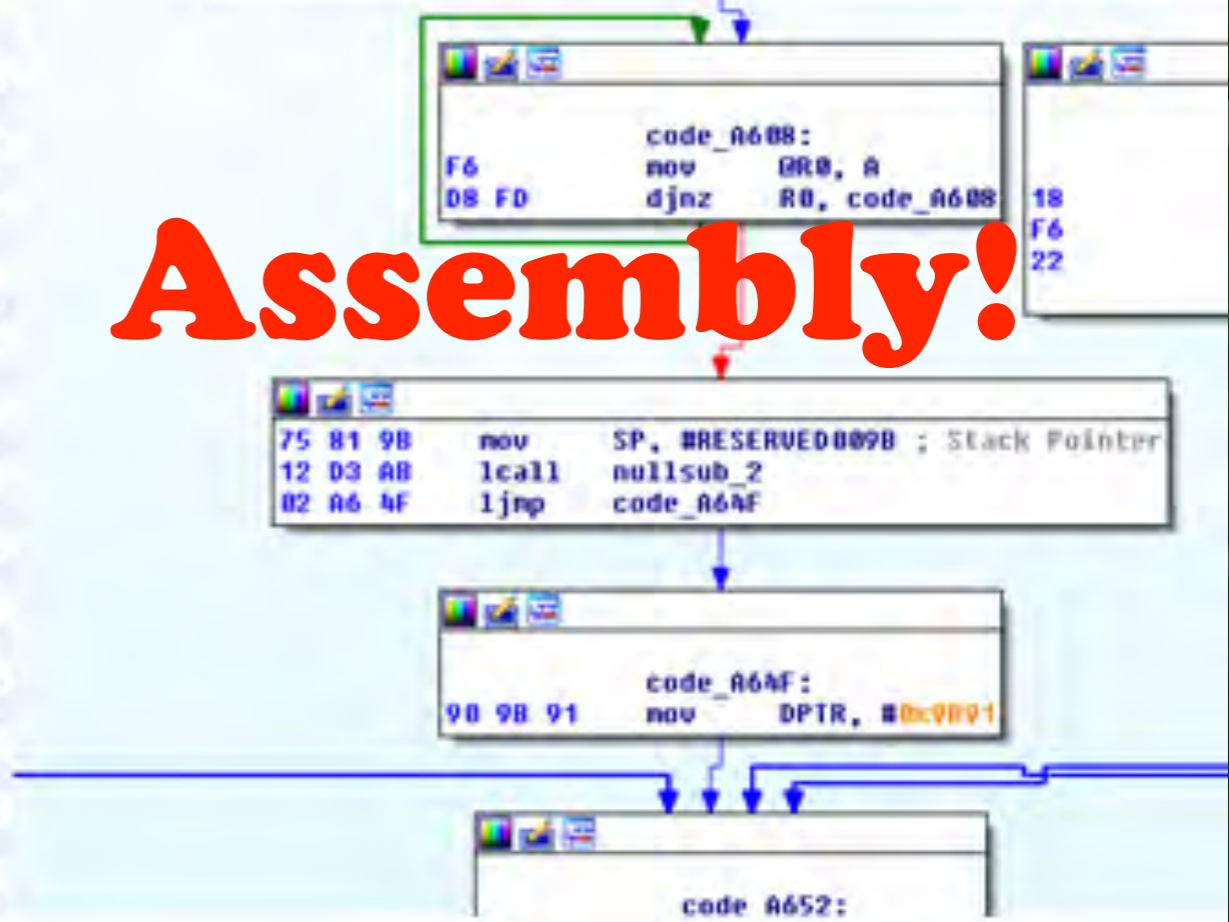 code_A608:
F6 mov @R0, A
D8 FD djnz R0, code_A608
18
F6
22
Assembly!
75 81 9B mov SP, #RESERVED009B ; Stack Pointer
12 D3 AB lcall nullsub_2
02 A6 4F ljmp code_A64F
code_A64F:
90 9B 91 mov DPTR, #0x9B91
code_A652: